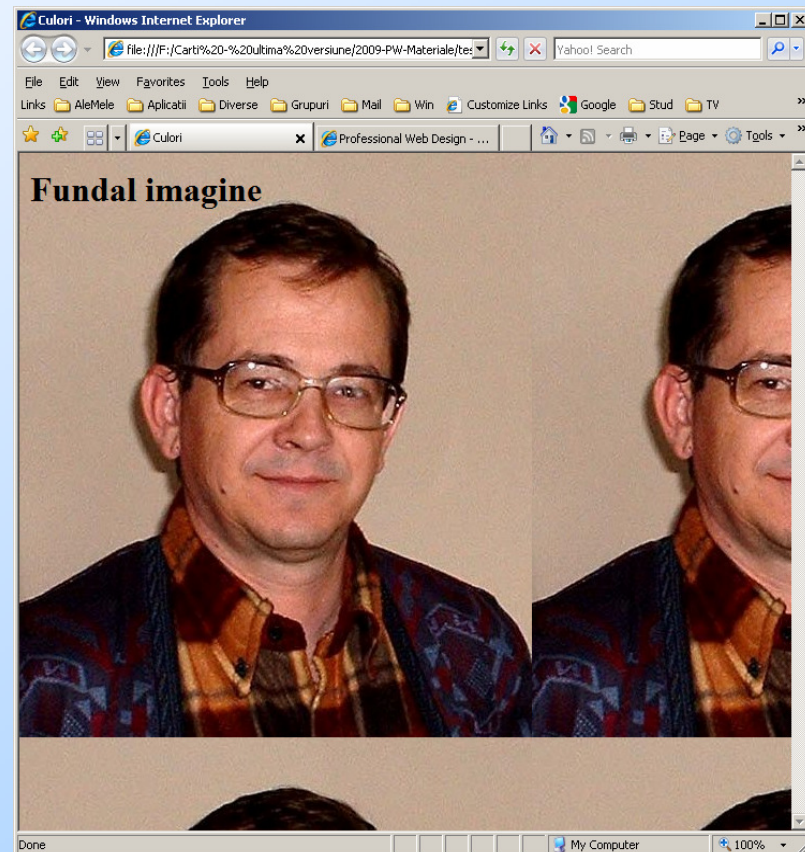 Culori - Windows Internet Explorer
file:///F:/Carti%20-%20ultima%20versiune/2009-PW-Materiale/tes
Yahoo! Search
File Edit View Favorites Tools Help
Links AleMele Aplicatii Diverse Grupuri Mail Win Customize Links Google Stud TV »
Culori Professional Web Design - ... Page Tools »
Fundal imagine
Done My Computer 100%